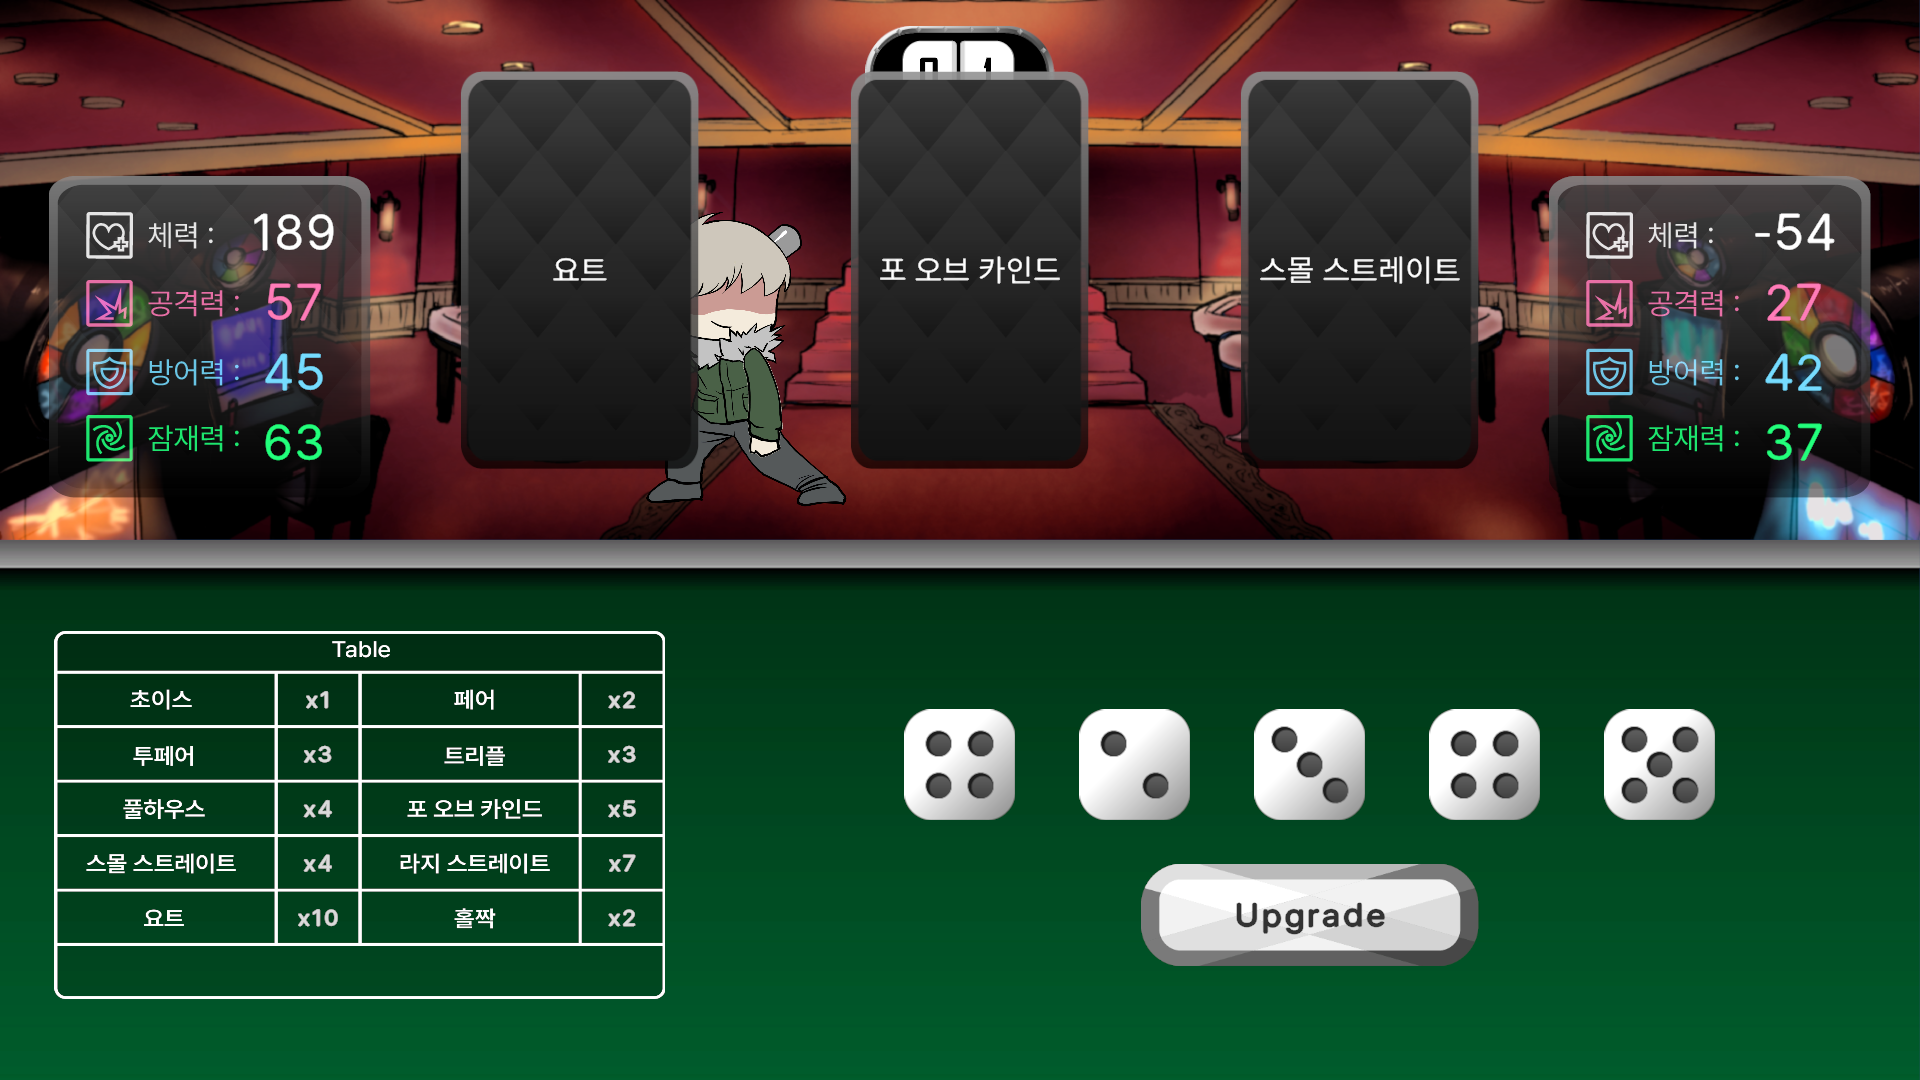 요트
포 오브 카인드
스몰 스트레이트
체력 : 189
공격력 : 57
방어력 : 45
잠재력 : 63
체력 : -54
공격력 : 27
방어력 : 42
잠재력 : 37
Table
초이스 x1 페어 x2
투페어 x3 트리플 x3
풀하우스 x4 포 오브 카인드 x5
스몰 스트레이트 x4 라지 스트레이트 x7
요트 x10 홀짝 x2
Upgrade